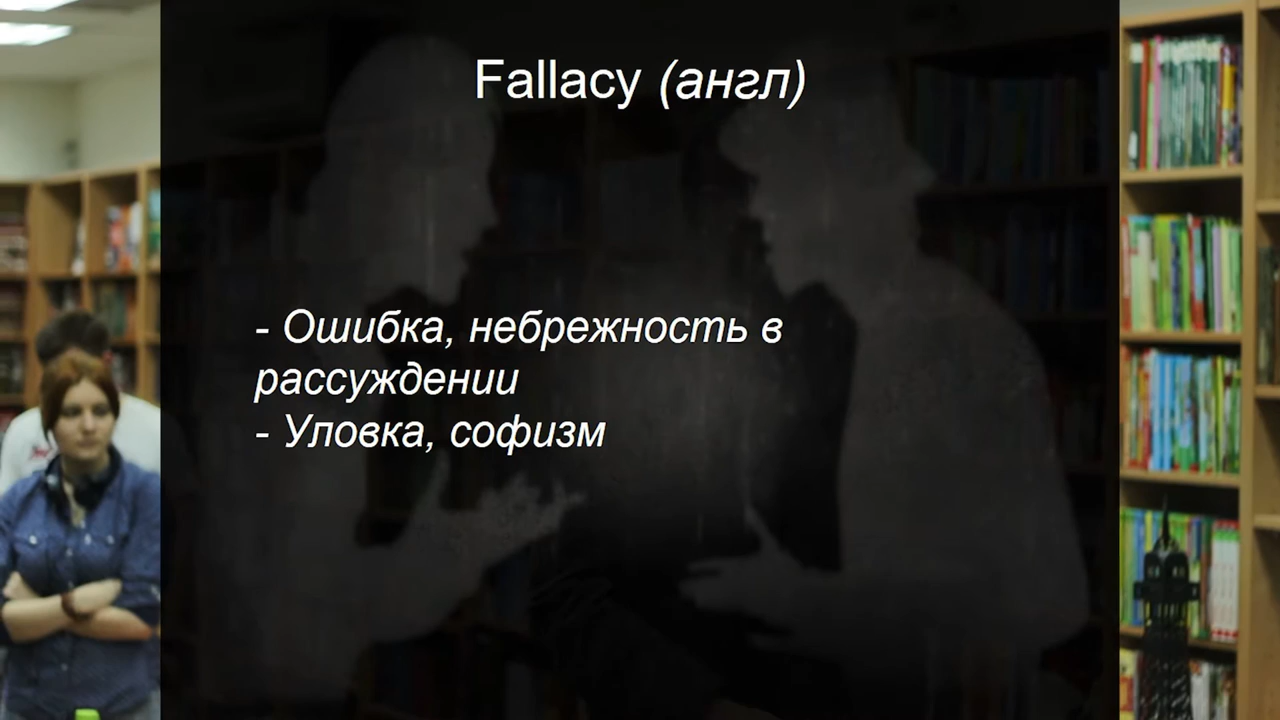 Fallacy (англ)
- Ошибка, небрежность в
рассуждении
- Уловка, софизм